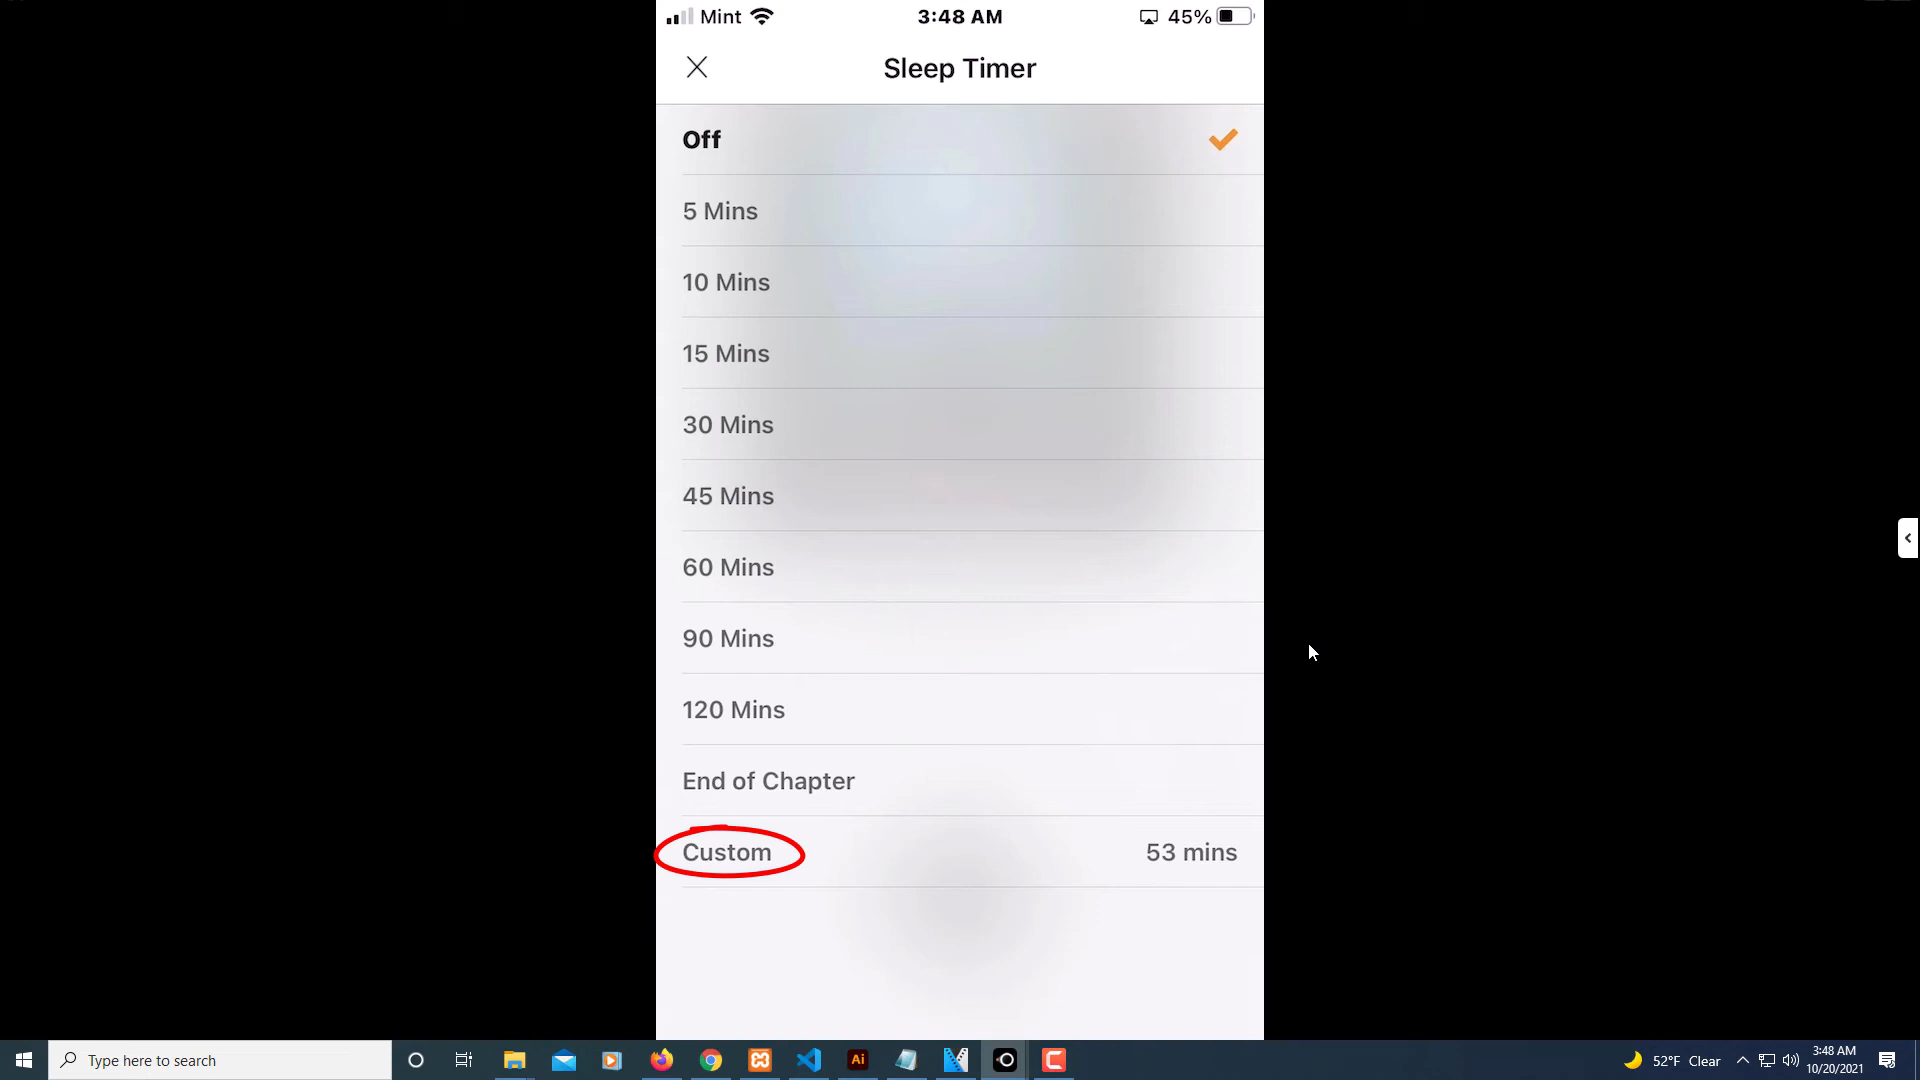 Mint 3:48 AM 45%
Sleep Timer
Off
5 Mins
10 Mins
15 Mins
30 Mins
45 Mins
60 Mins
90 Mins
120 Mins
End of Chapter
Custom 53 mins
Type here to search
Ai
52°F Clear
3:48 AM
10/20/2021